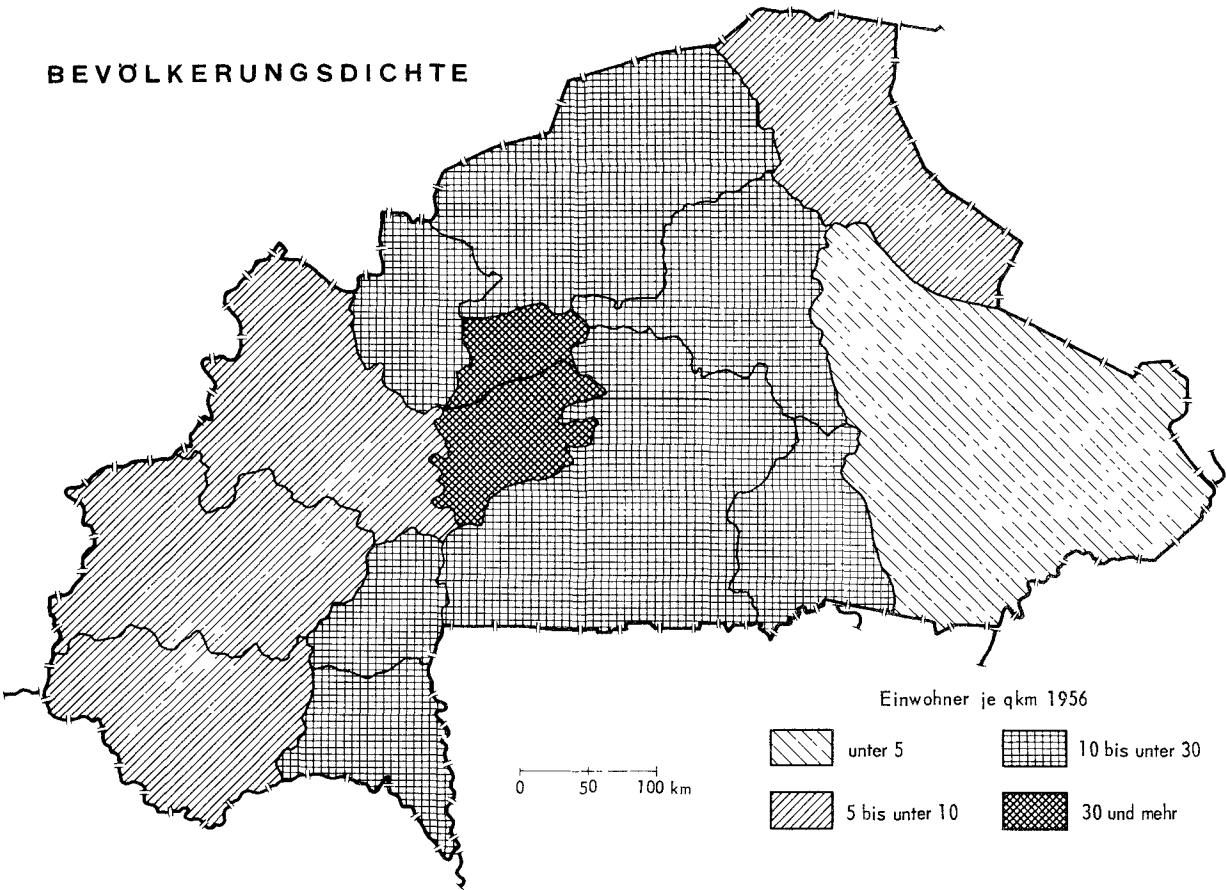 BEVÖLKERUNGSDICHTE
Einwohner je qkm 1956
unter 5
10 bis unter 30
5 bis unter 10
30 und mehr
0 50 100 km